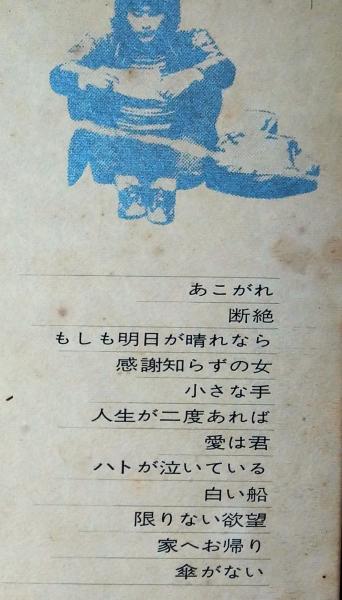 あこがれ
断絶
もしも明日が晴れなら
感謝知らずの女
小さな手
人生が二度あれば
愛は君
ハトが泣いている
白い船
限りない欲望
家へお帰り
傘がない